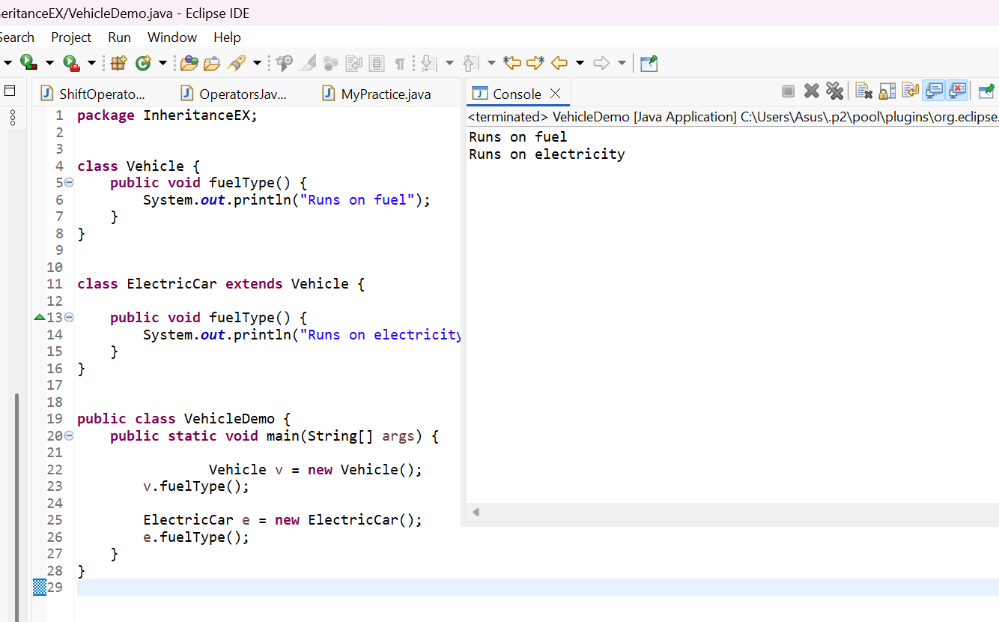 eritanceEX/VehicleDemo.java - Eclipse IDE
Search Project Run Window Help
ShiftOperato...
OperatorsJav...
MyPractice.java
1 package InheritanceEX;
2
3
4 class Vehicle {
5 public void fuelType() {
6 System.out.println("Runs on fuel");
7 }
8 }
9
10
11 class ElectricCar extends Vehicle {
12
13 public void fuelType() {
14 System.out.println("Runs on electricity
15 }
16 }
17
18
19 public class VehicleDemo {
20 public static void main(String[] args) {
21
22 Vehicle v = new Vehicle();
23 v.fuelType();
24
25 ElectricCar e = new ElectricCar();
26 e.fuelType();
27 }
28 }
29
Console
<terminated> VehicleDemo [Java Application] C:\Users\Asus\.p2\pool\plugins\org.eclipse.
Runs on fuel
Runs on electricity